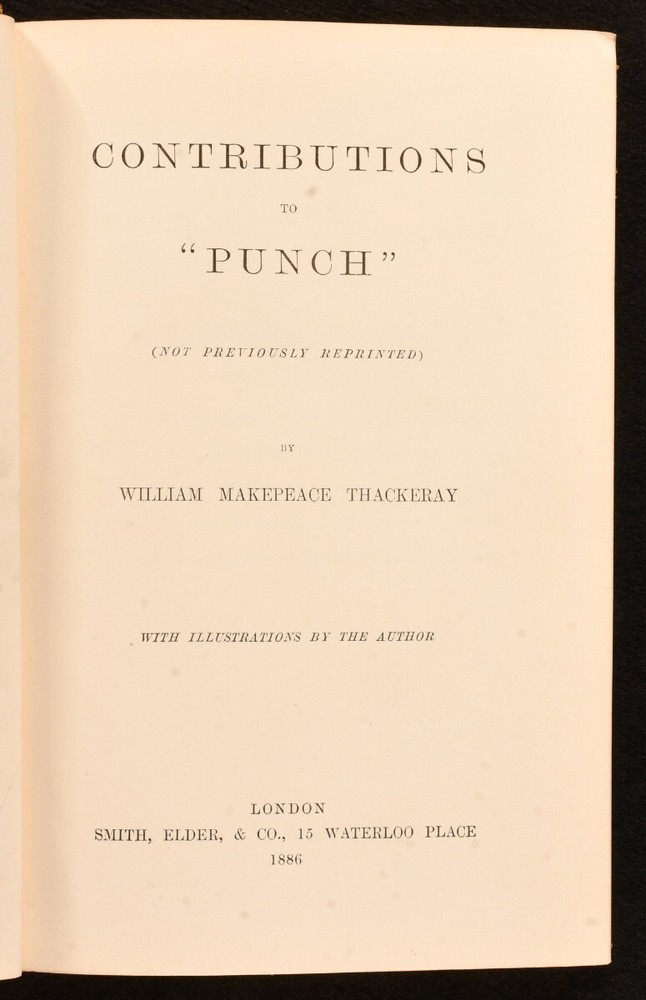 CONTRIBUTIONS
TO
“PUNCH”
(NOT PREVIOUSLY REPRINTED)
BY
WILLIAM MAKEPEACE THACKERAY
WITH ILLUSTRATIONS BY THE AUTHOR
LONDON
SMITH, ELDER, & CO., 15 WATERLOO PLACE
1886